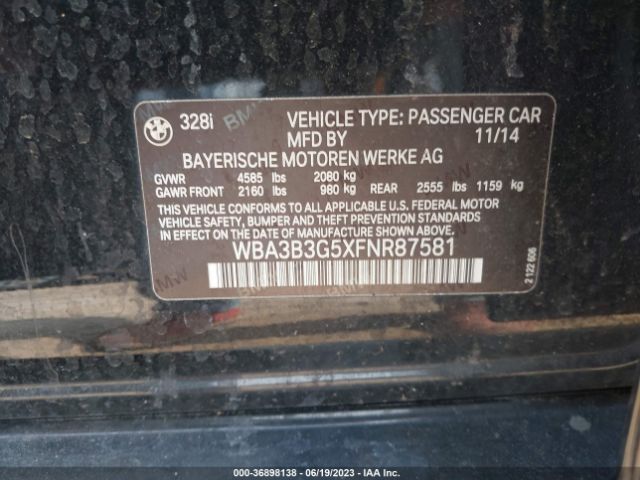 328i VEHICLE TYPE: PASSENGER CAR
MFD BY 11/14
BAYERISCHE MOTOREN WERKE AG
GVWR 4585 lbs 2080 kg
GAWR FRONT 2160 lbs 980 kg REAR 2555 lbs 1159 kg
THIS VEHICLE CONFORMS TO ALL APPLICABLE U.S. FEDERAL MOTOR
VEHICLE SAFETY, BUMPER AND THEFT PREVENTION STANDARDS IN
EFFECT ON THE DATE OF MANUFACTURE SHOWN ABOVE.
WBA3B3G5XFNR87581
2 122 606
000-36898138 - 06/19/2023 - IAA Inc.